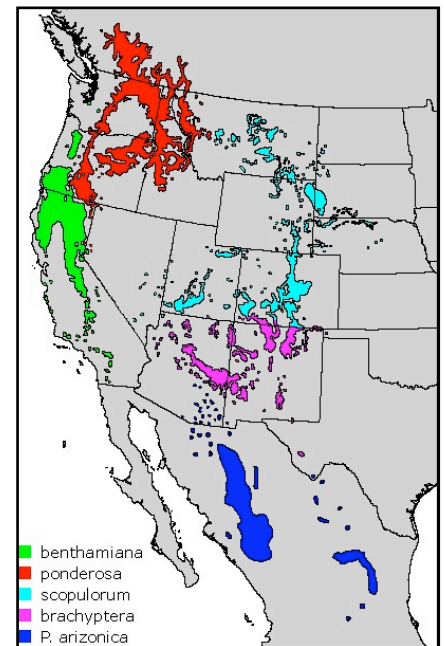 benthamiana
ponderosa
scopulorum
brachyptera
P. arizonica